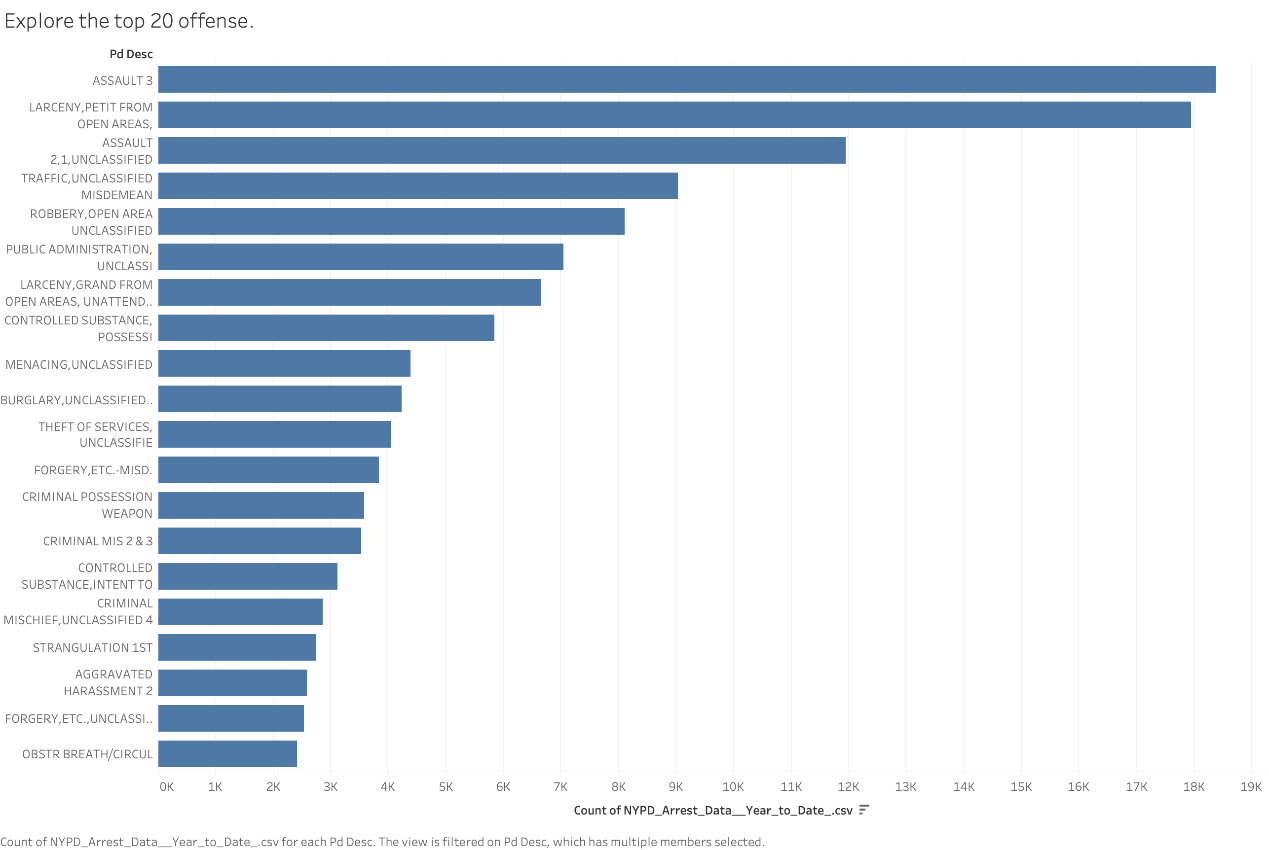 Explore the top 20 offense.
Pd Desc
ASSAULT 3
LARCENY,PETIT FROM
OPEN AREAS,
ASSAULT
2,1,UNCLASSIFIED
TRAFFIC,UNCLASSIFIED
MISDEMEAN
ROBBERY,OPEN AREA
UNCLASSIFIED
PUBLIC ADMINISTRATION,
UNCLASSI
LARCENY,GRAND FROM
OPEN AREAS, UNATTEND..
CONTROLLED SUBSTANCE,
POSSESSI
MENACING,UNCLASSIFIED
BURGLARY,UNCLASSIFIED..
THEFT OF SERVICES,
UNCLASSIFIE
FORGERY,ETC.-MISD.
CRIMINAL POSSESSION
WEAPON
CRIMINAL MIS 2 & 3
CONTROLLED
SUBSTANCE,INTENT TO
CRIMINAL
MISCHIEF,UNCLASSIFIED 4
STRANGULATION 1ST
AGGRAVATED
HARASSMENT 2
FORGERY,ETC.,UNCLASSI..
OBSTR BREATH/CIRCUL
0K 1K 2K 3K 4K 5K 6K 7K 8K 9K 10K 11K 12K 13K 14K 15K 16K 17K 18K 19K
Count of NYPD_Arrest_Data__Year_to_Date_.csv
Count of NYPD_Arrest_Data__Year_to_Date_.csv for each Pd Desc. The view is filtered on Pd Desc, which has multiple members selected.